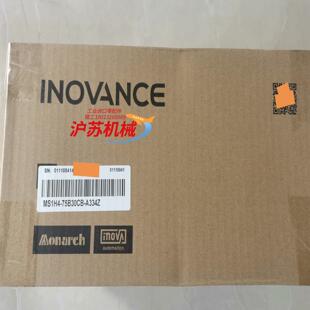 INOVANCE
沪苏机械
SN:
MS1H4-75B30CB-A334Z
Monarch
INOVA
automation